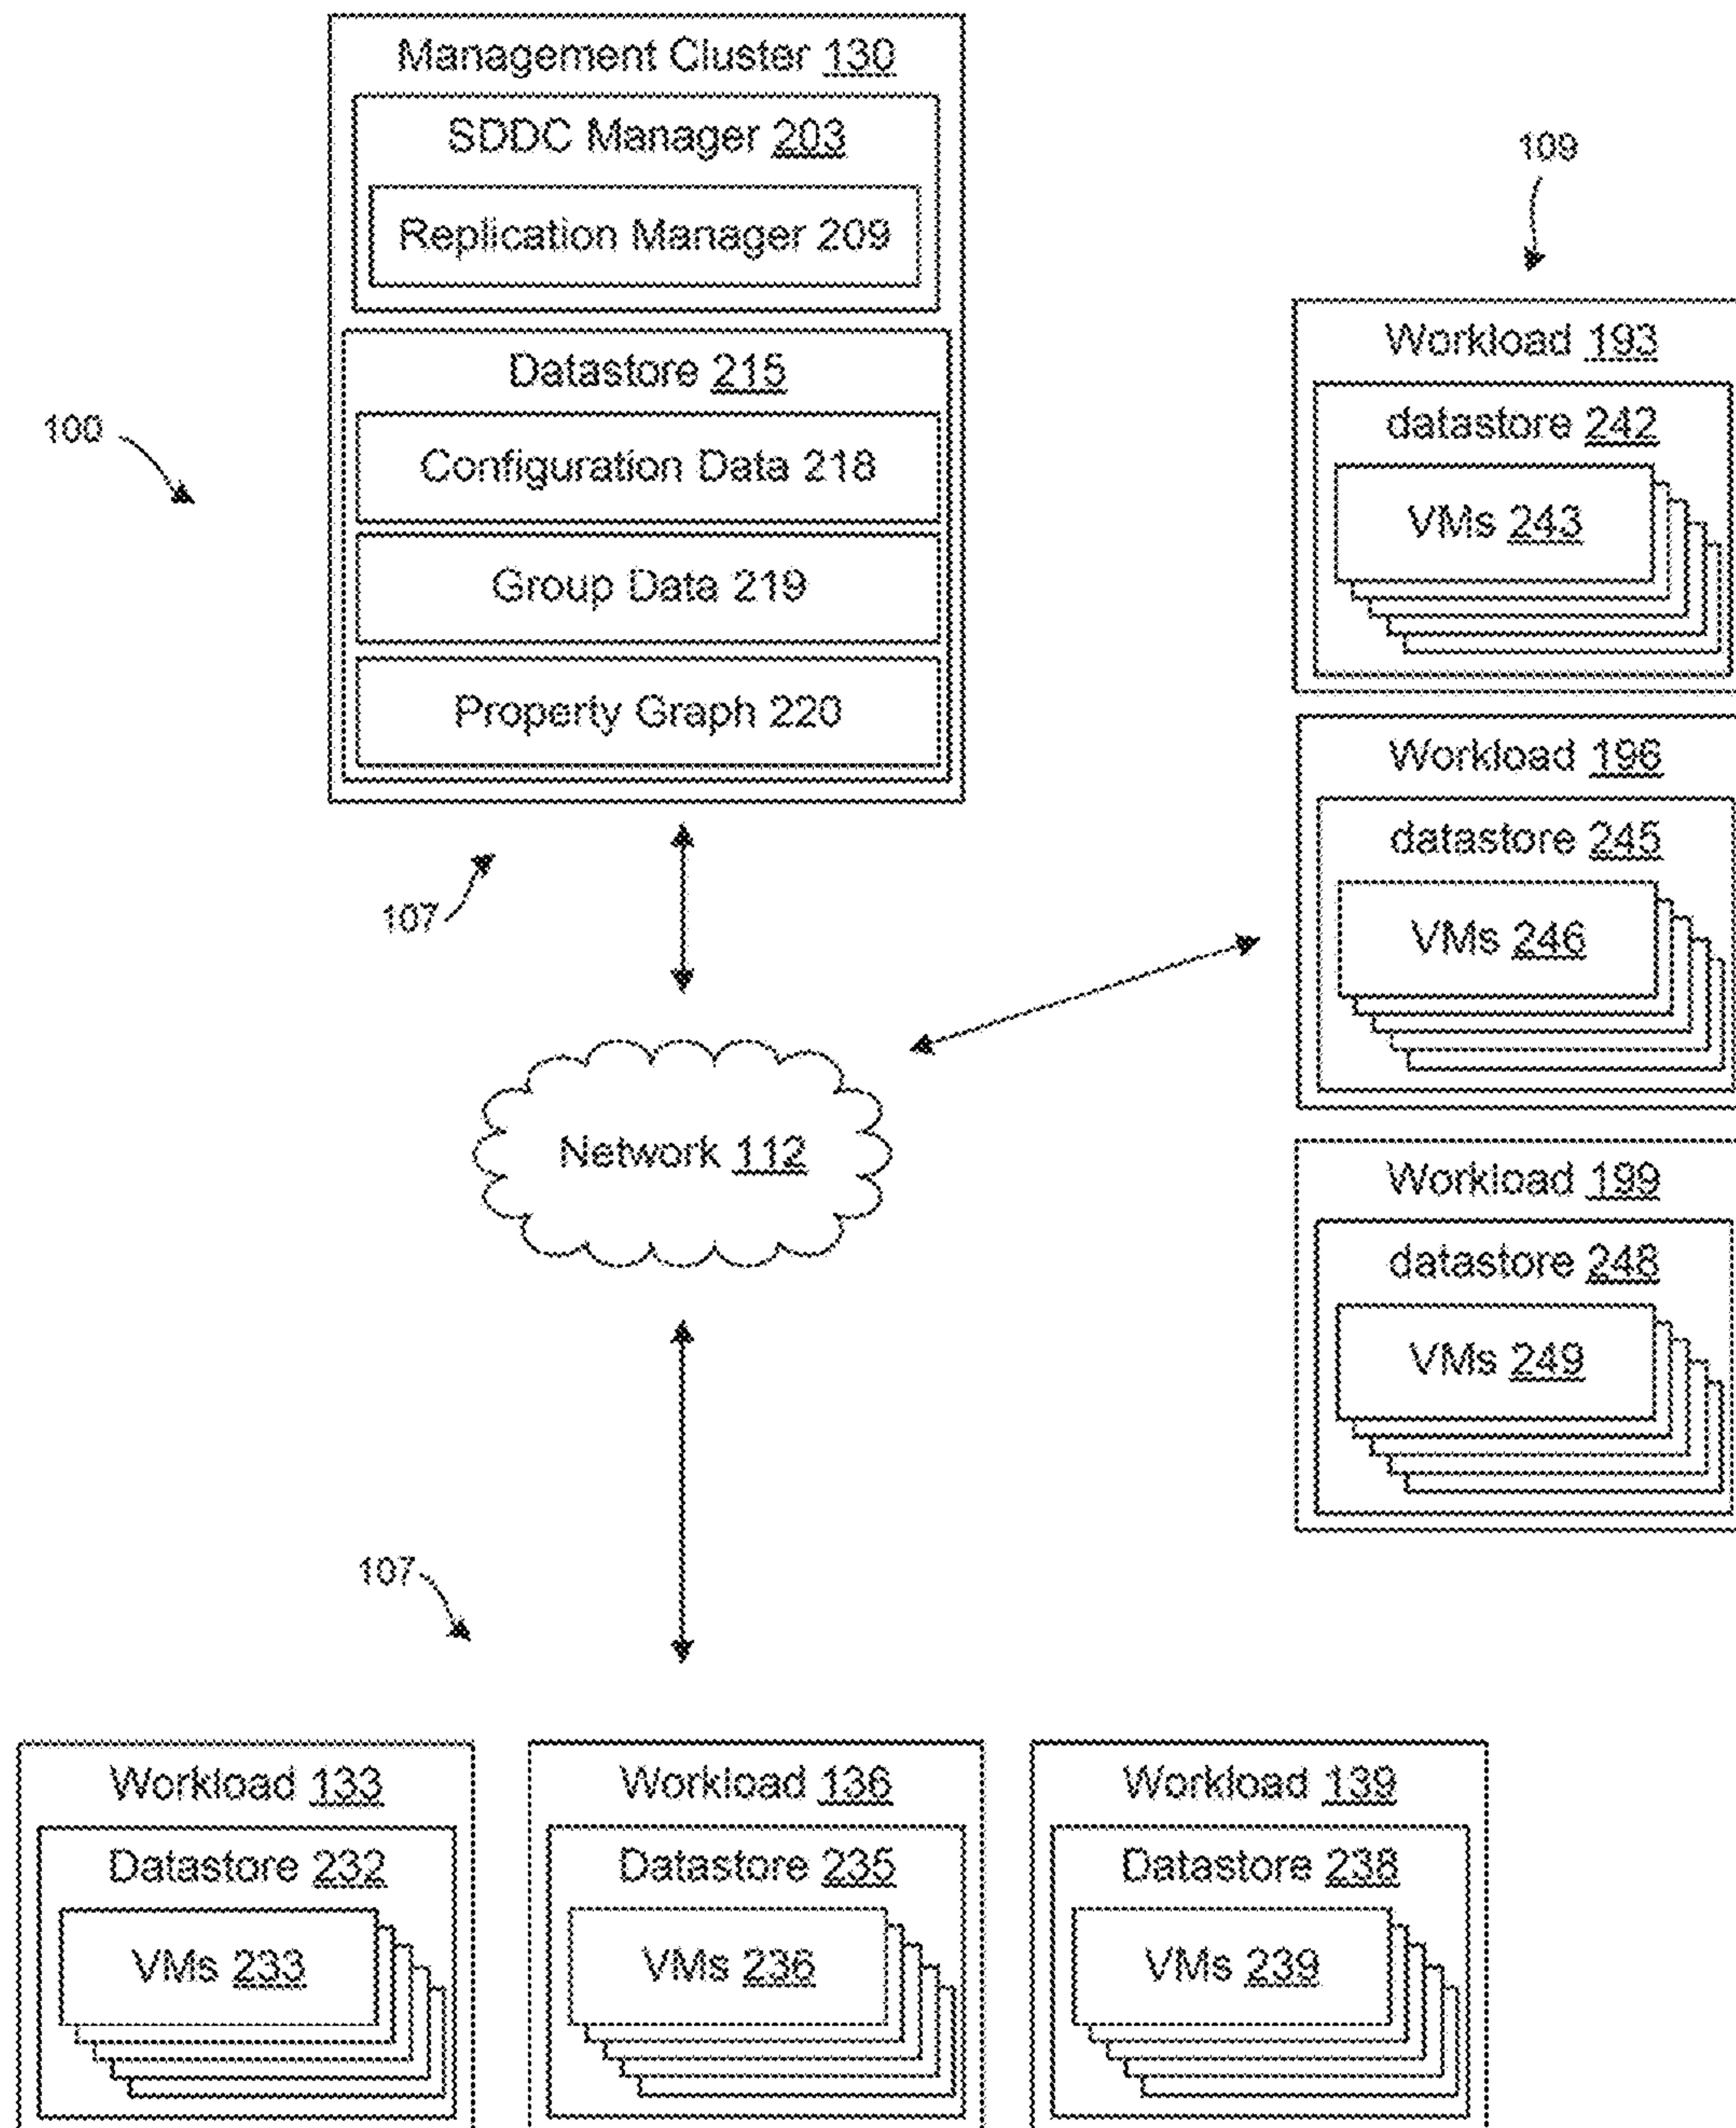 Management Cluster 130
SDDC Manager 203
Replication Manager 209
Datastore 215
Configuration Data 218
Group Data 219
Property Graph 220
100
107
109
Workload 193
datastore 242
VMs 243
Workload 196
datastore 245
VMs 246
Workload 199
datastore 248
VMs 249
Network 112
107
Workload 133
Datastore 232
VMs 233
Workload 136
Datastore 235
VMs 236
Workload 139
Datastore 238
VMs 239